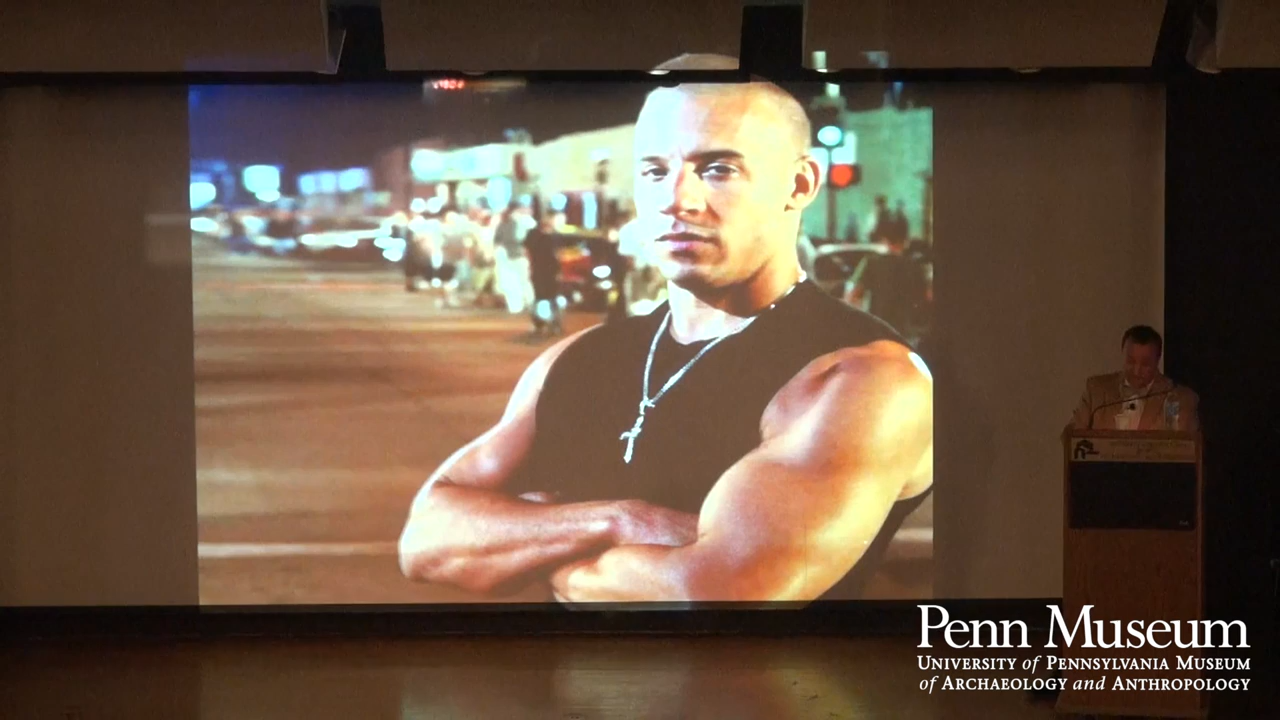 Penn Museum
UNIVERSITY of PENNSYLVANIA MUSEUM
of ARCHAEOLOGY and ANTHROPOLOGY